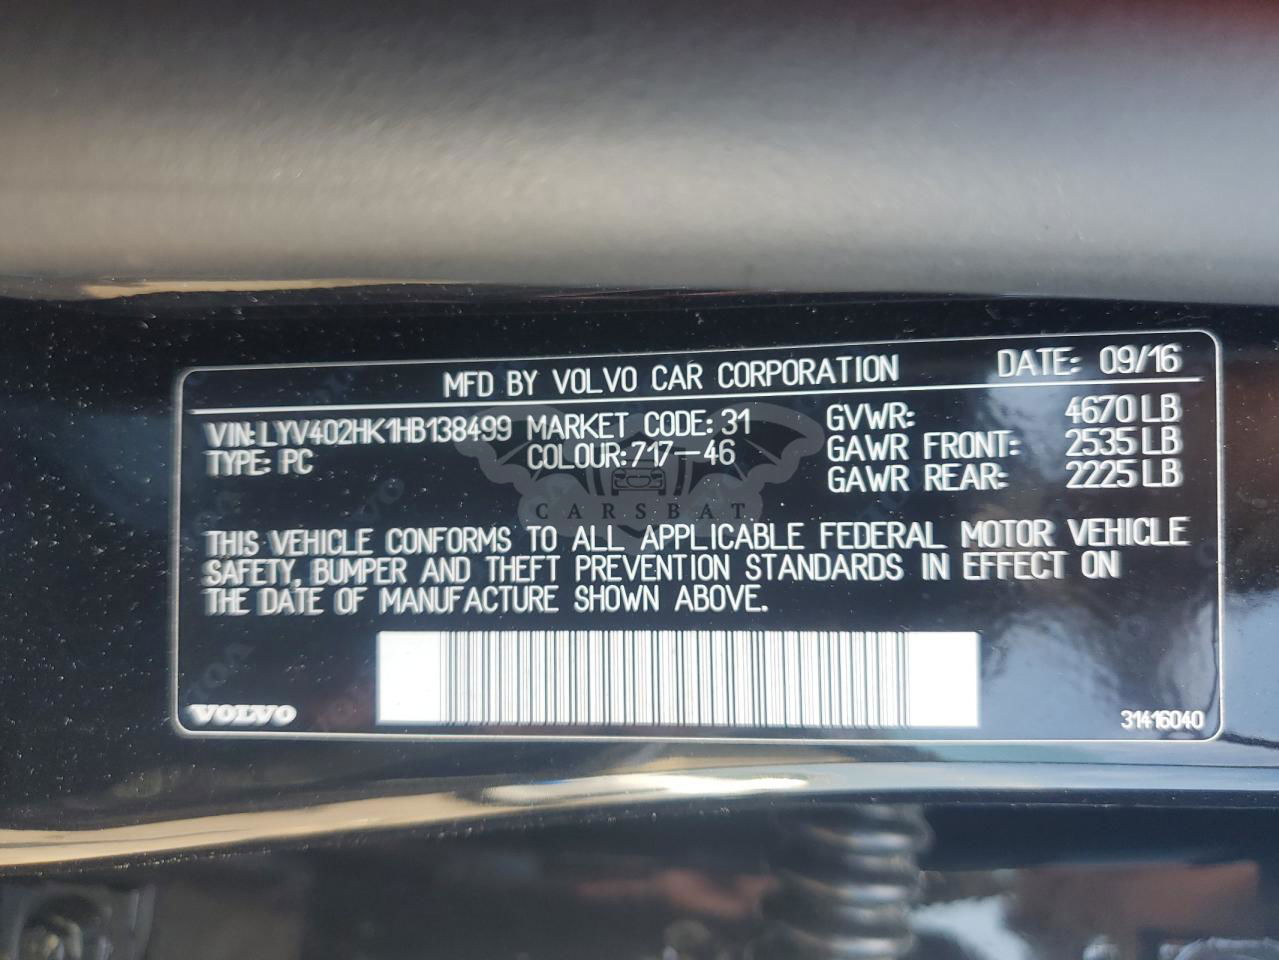 MFD BY VOLVO CAR CORPORATION DATE: 09/16
VIN: LYV402HK1HB138499 MARKET CODE: 31 GVWR: 4670 LB
TYPE: PC COLOUR: 717-46 GAWR FRONT: 2535 LB
GAWR REAR: 2225 LB
CARSBAT
THIS VEHICLE CONFORMS TO ALL APPLICABLE FEDERAL MOTOR VEHICLE
SAFETY, BUMPER AND THEFT PREVENTION STANDARDS IN EFFECT ON
THE DATE OF MANUFACTURE SHOWN ABOVE.
VOLVO 31416040